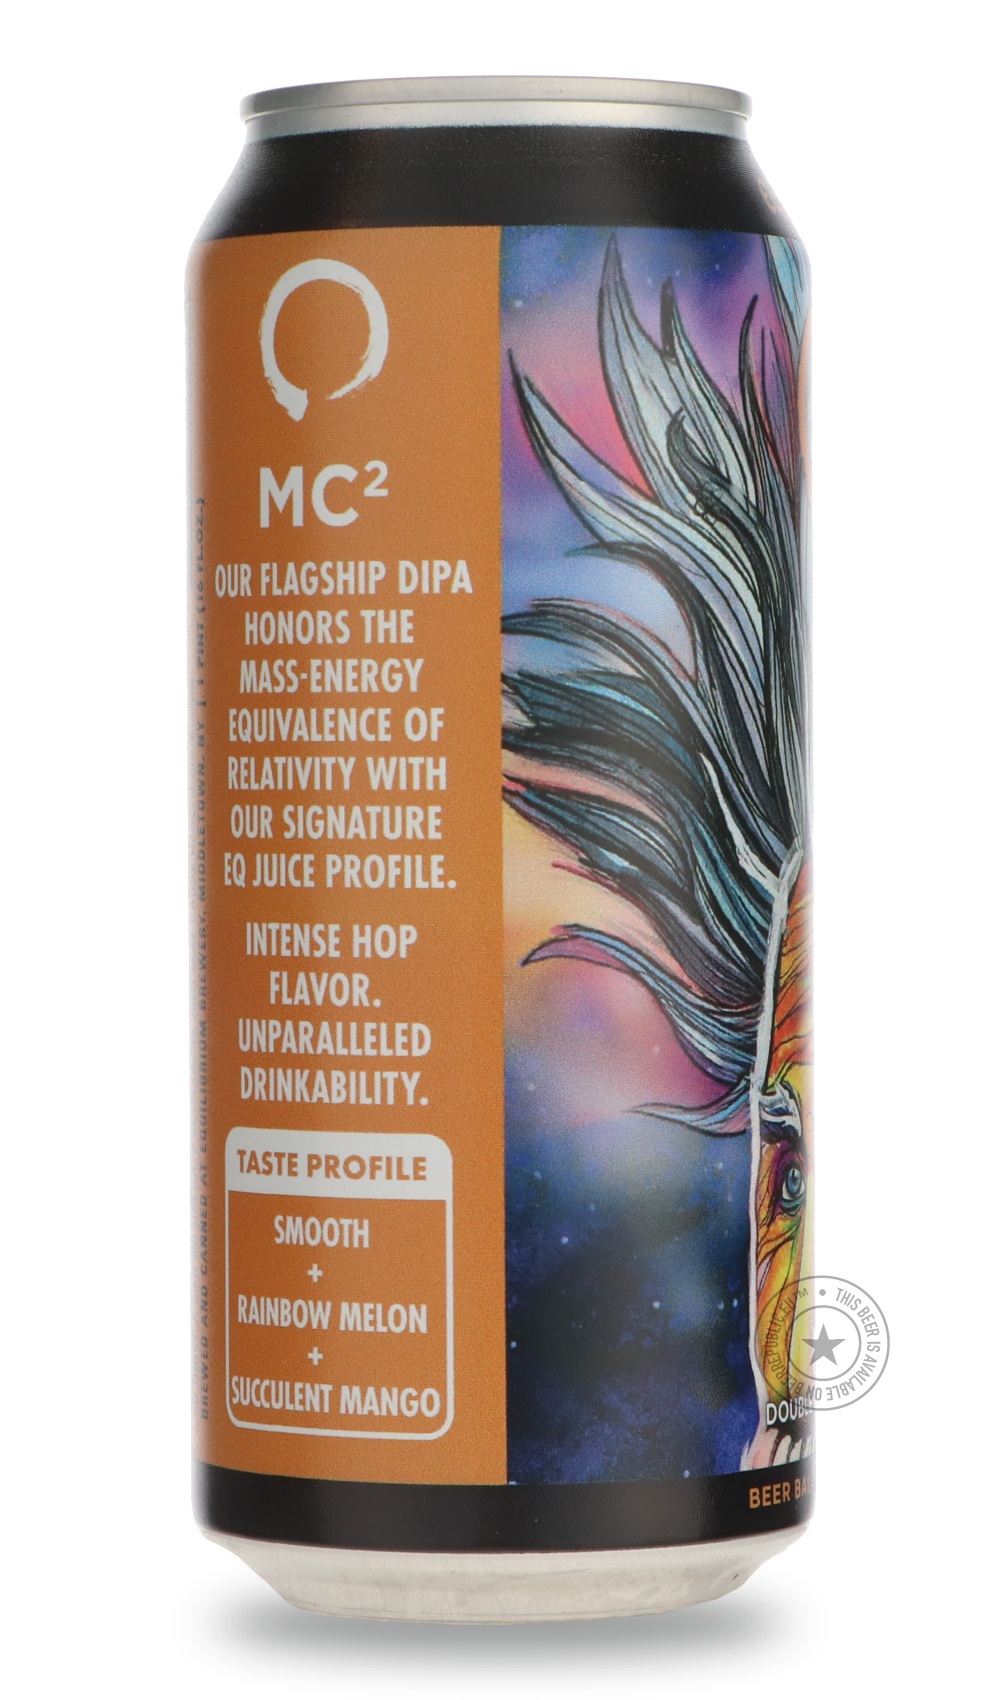 MC²
OUR FLAGSHIP DIPA
HONORS THE
MASS-ENERGY
EQUIVALENCE OF
RELATIVITY WITH
OUR SIGNATURE
EQ JUICE PROFILE.
INTENSE HOP
FLAVOR.
UNPARALLELED
DRINKABILITY.
TASTE PROFILE
SMOOTH
+
RAINBOW MELON
+
SUCCULENT MANGO
BREWED AND CANNED AT EQUILIBRIUM BREWERY, MIDDLETOWN, NY | 1 PINT (16 FL.OZ.)
BEER
THIS BEER IS AVAILABLE ON BEERREPUBLIC.EU™